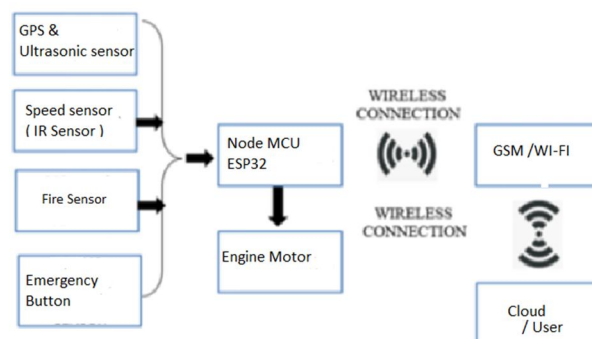 GPS &
Ultrasonic sensor
Speed sensor
( IR Sensor )
Fire Sensor
Emergency
Button
Node MCU
ESP32
Engine Motor
WIRELESS
CONNECTION
WIRELESS
CONNECTION
GSM /WI-FI
Cloud
/ User